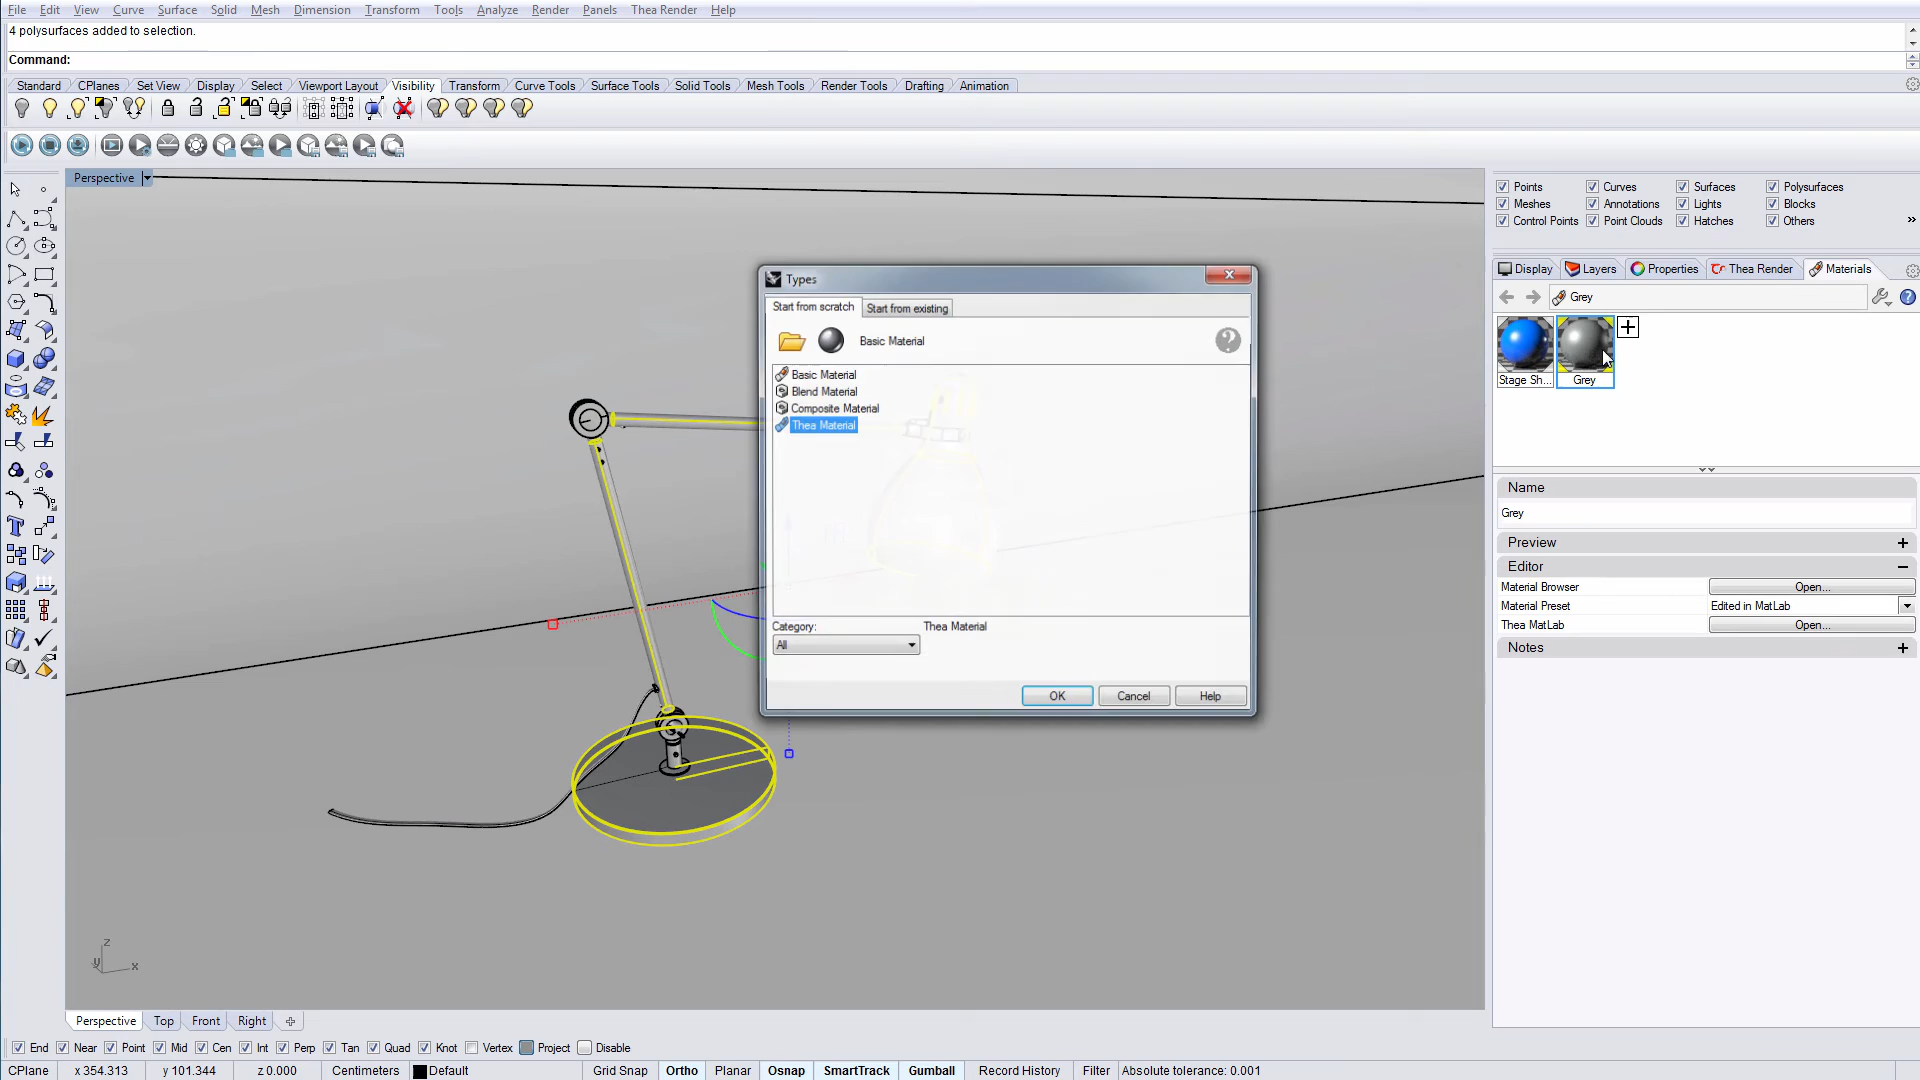 File Edit View Curve Surface Solid Mesh Dimension Transform Tools Analyze Render Panels Thea Render Help
4 polysurfaces added to selection.
Command:
Standard CPlanes Set View Display Select Viewport Layout Visibility Transform Curve Tools Surface Tools Solid Tools Mesh Tools Render Tools Drafting Animation
Perspective
Points Curves Surfaces Polysurfaces
Meshes Annotations Lights Blocks
Control Points Point Clouds Hatches Others
Display Layers Properties Thea Render Materials
Grey
Stage Sh... Grey
Name
Grey
Preview
Editor
Material Browser Open...
Material Preset Edited in MatLab
Thea MatLab Open...
Notes
Types
Start from scratch Start from existing
Basic Material
Basic Material
Blend Material
Composite Material
Thea Material
Category: Thea Material
All
OK Cancel Help
z
y x
Perspective Top Front Right
End Near Point Mid Cen Int Perp Tan Quad Knot Vertex Project Disable
CPlane x 354.313 y 101.344 z 0.000 Centimeters Default Grid Snap Ortho Planar Osnap SmartTrack Gumball Record History Filter Absolute tolerance: 0.001